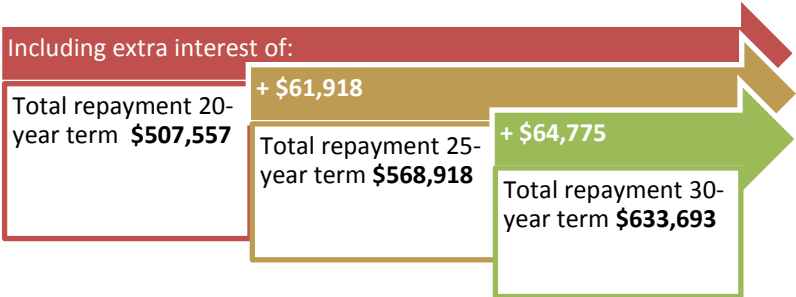 Including extra interest of:
Total repayment 20-
year term $507,557
+ $61,918
Total repayment 25-
year term $568,918
+ $64,775
Total repayment 30-
year term $633,693